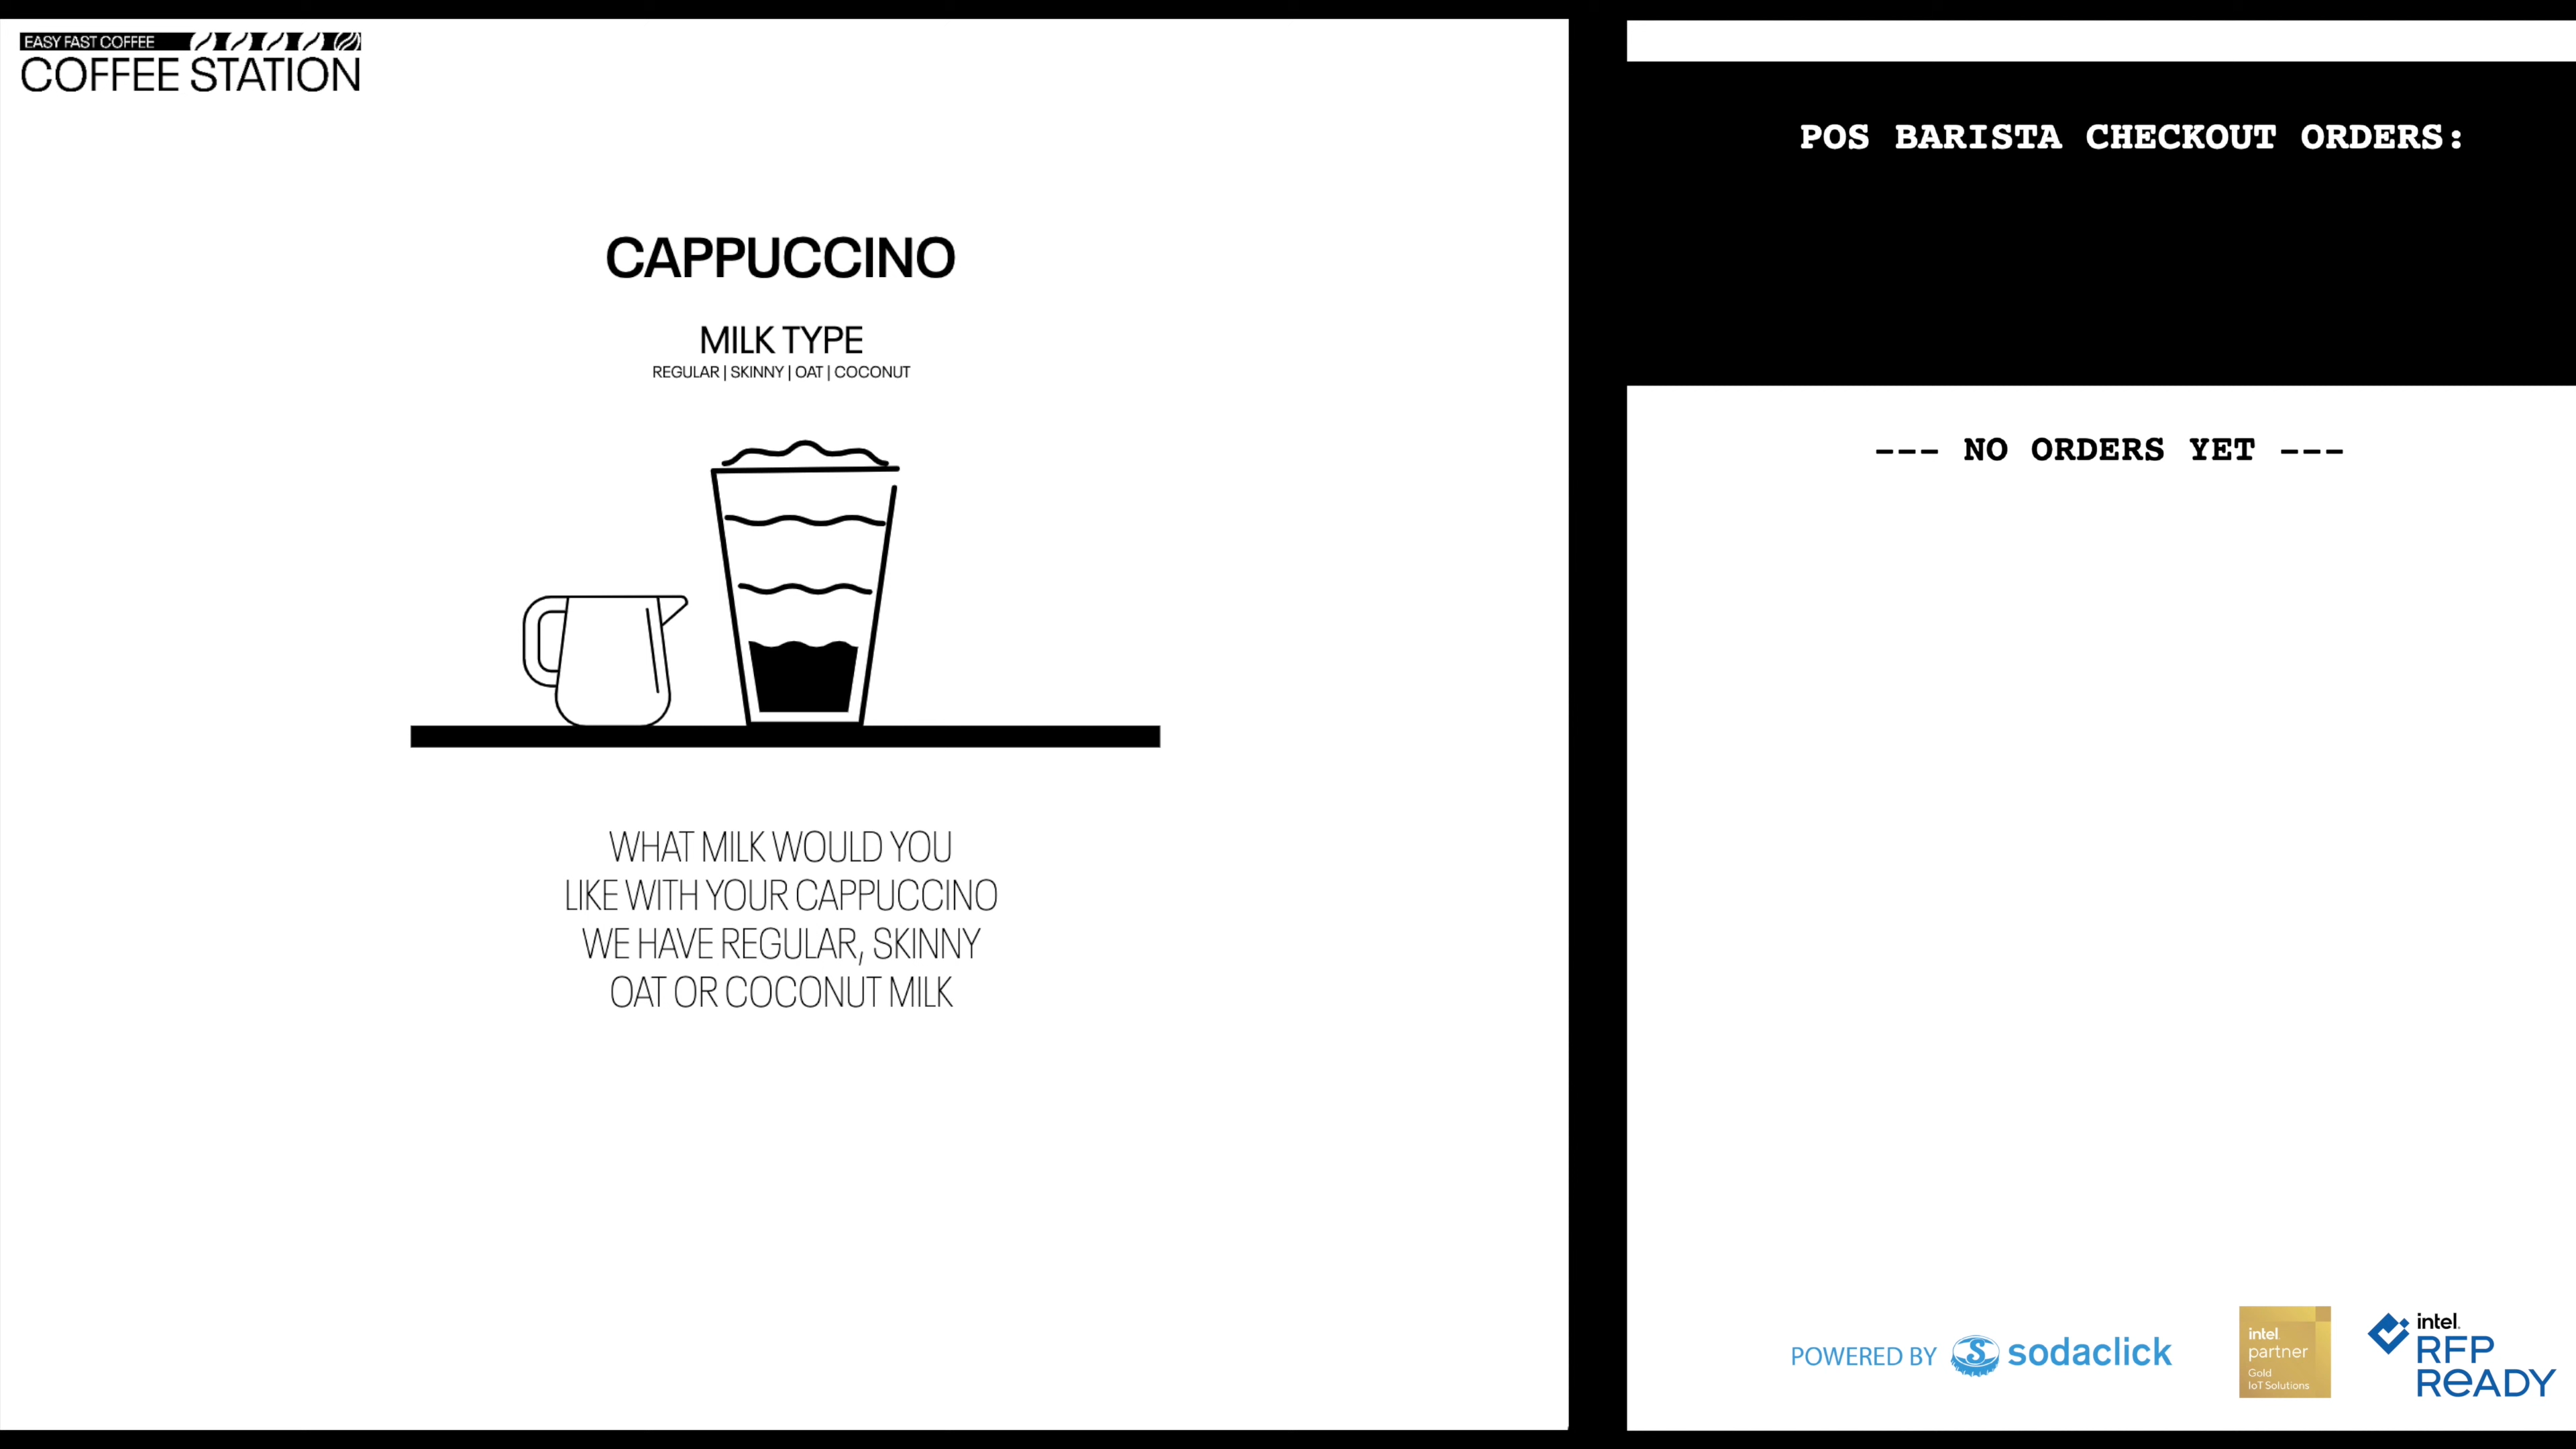 EASY FAST COFFEE
COFFEE STATION
CAPPUCCINO
MILK TYPE
REGULAR | SKINNY | OAT | COCONUT
WHAT MILK WOULD YOU
LIKE WITH YOUR CAPPUCCINO
WE HAVE REGULAR, SKINNY
OAT OR COCONUT MILK
POS BARISTA CHECKOUT ORDERS:
--- NO ORDERS YET ---
POWERED BY S sodaclick
intel
partner
Gold
IoT Solutions
intel.
RFP
READY